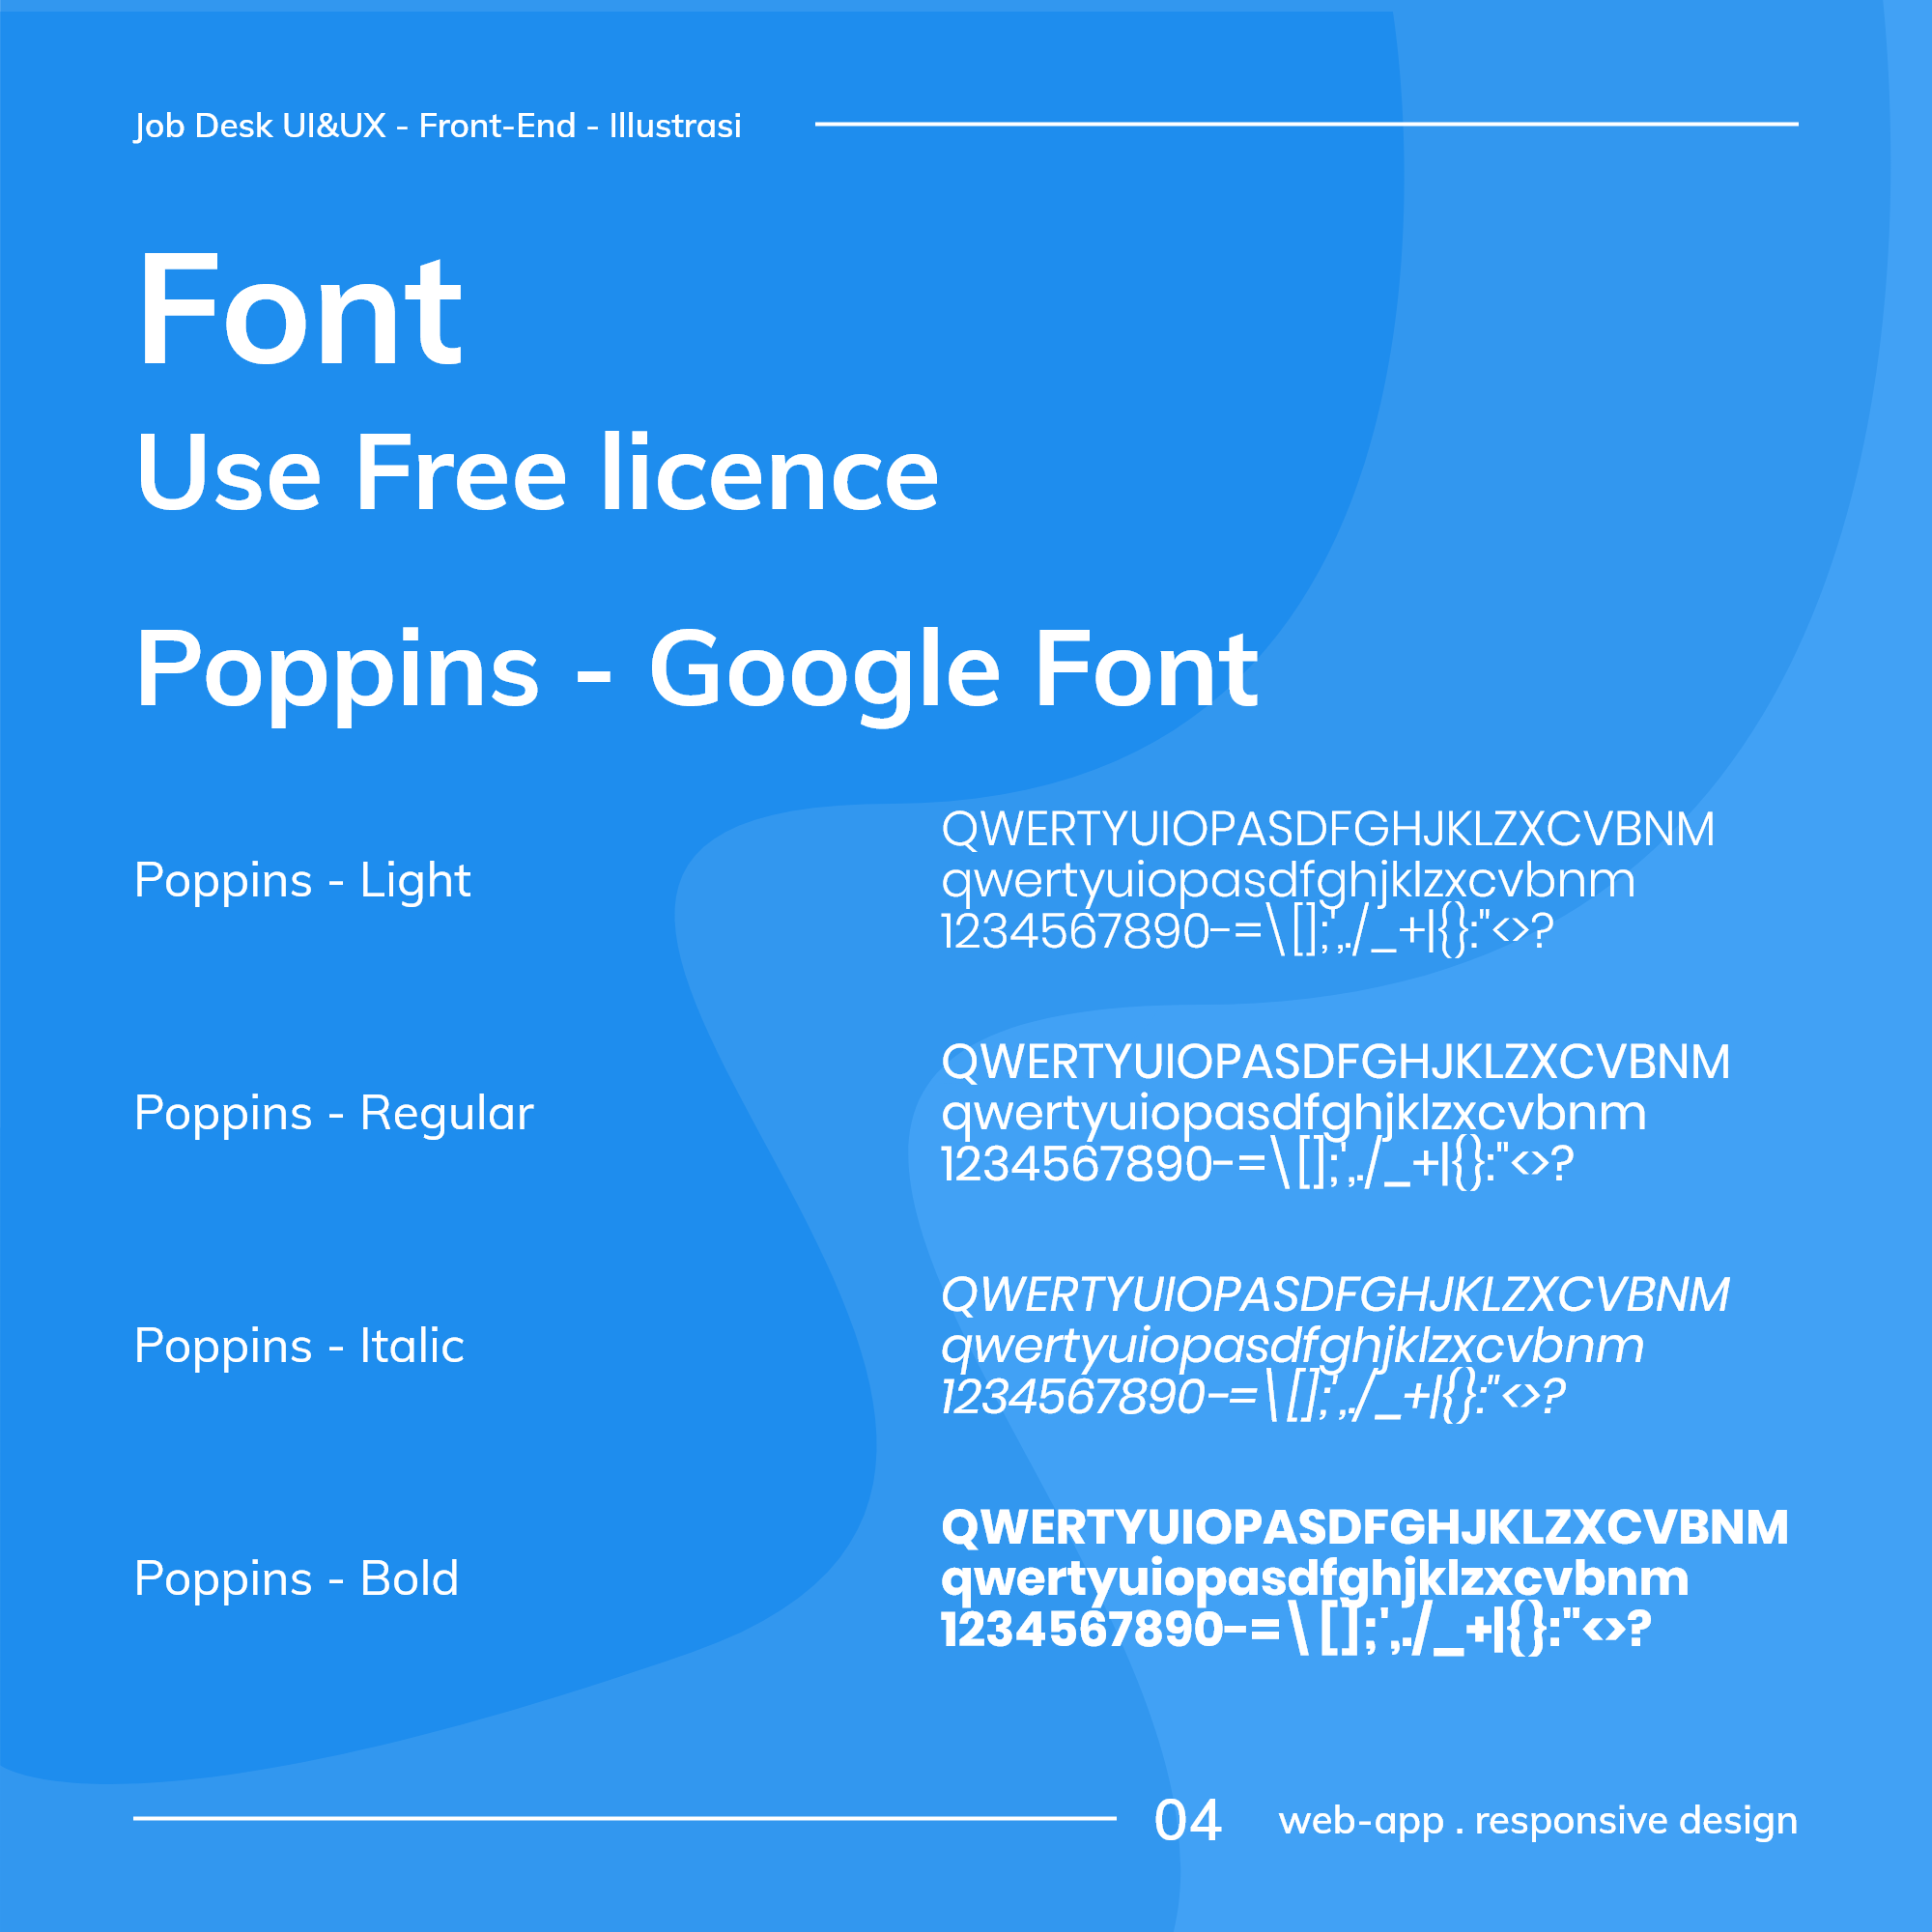 Job Desk UI&UX - Front-End - Illustrasi
Font
Use Free licence
Poppins - Google Font
Poppins - Light
QWERTYUIOPASDFGHJKLZXCVBNM
qwertyuiopasdfghjklzxcvbnm
1234567890-=\[];',./_+|{}:"<>?
Poppins - Regular
QWERTYUIOPASDFGHJKLZXCVBNM
qwertyuiopasdfghjklzxcvbnm
1234567890-=\[];',./_+|{}:"<>?
Poppins - Italic
QWERTYUIOPASDFGHJKLZXCVBNM
qwertyuiopasdfghjklzxcvbnm
1234567890-=\[];',./_+|{}:"<>?
Poppins - Bold
QWERTYUIOPASDFGHJKLZXCVBNM
qwertyuiopasdfghjklzxcvbnm
1234567890-=\[];',./_+|{}:"<>?
04 web-app . responsive design